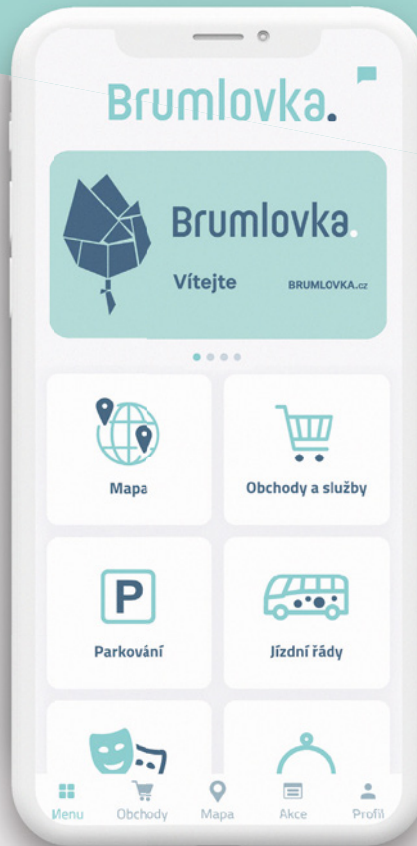 Brumlovka.
Brumlovka.
Vítejte
BRUMLOVKA.cz
Mapa
Obchody a služby
P
Parkování
Jízdní řády
Menu
Obchody
Mapa
Akce
Profil